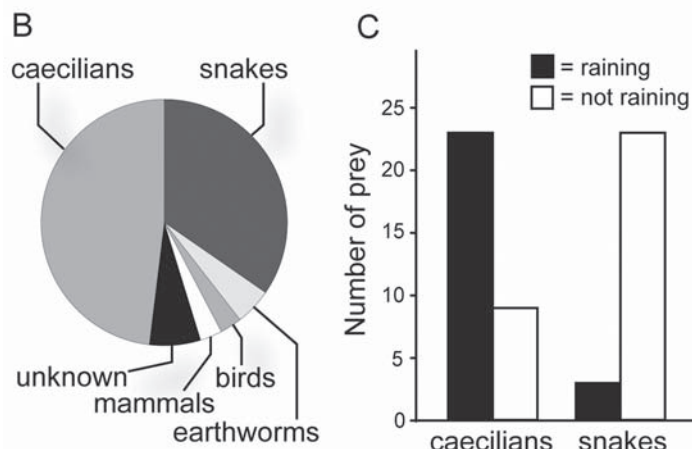 B
caecilians
snakes
unknown
mammals
birds
earthworms
C
= raining
= not raining
Number of prey
25
20
15
10
5
0
caecilians
snakes